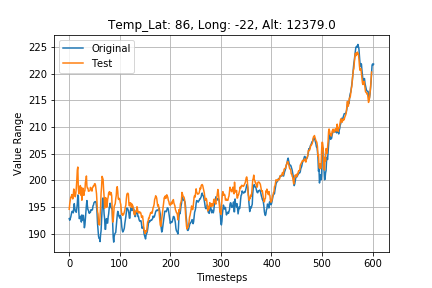 Temp_Lat: 86, Long: -22, Alt: 12379.0
Original
Test
Value Range
225
220
215
210
205
200
195
190
0 100 200 300 400 500 600
Timesteps